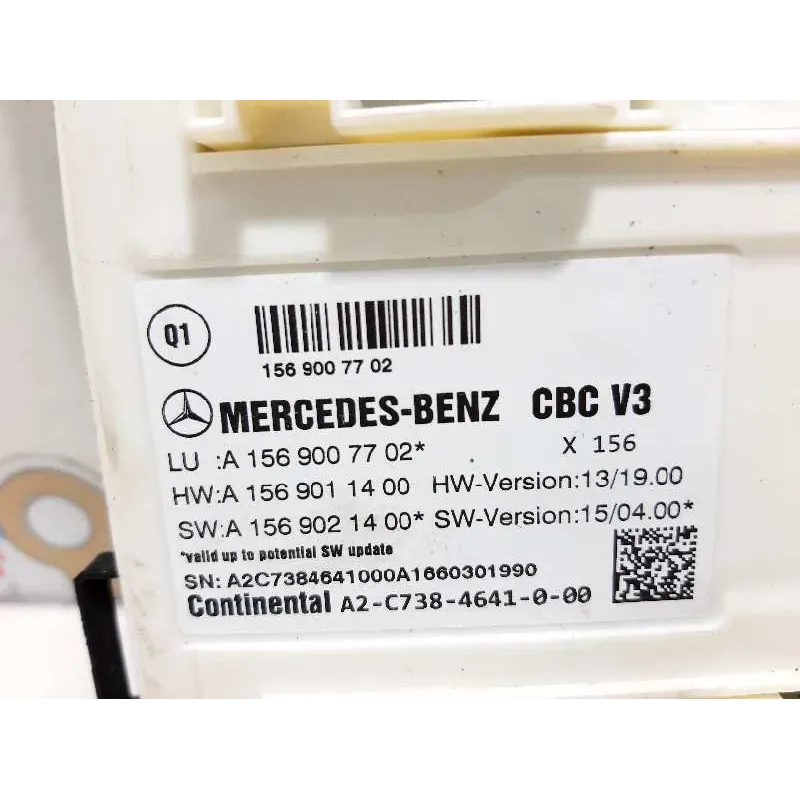 Q1
156 900 77 02
MERCEDES-BENZ CBC V3
LU :A 156 900 77 02* X 156
HW:A 156 901 14 00 HW-Version:13/19.00
SW:A 156 902 14 00* SW-Version:15/04.00*
*valid up to potential SW update
SN: A2C7384641000A1660301990
Continental A2-C738-4641-0-00